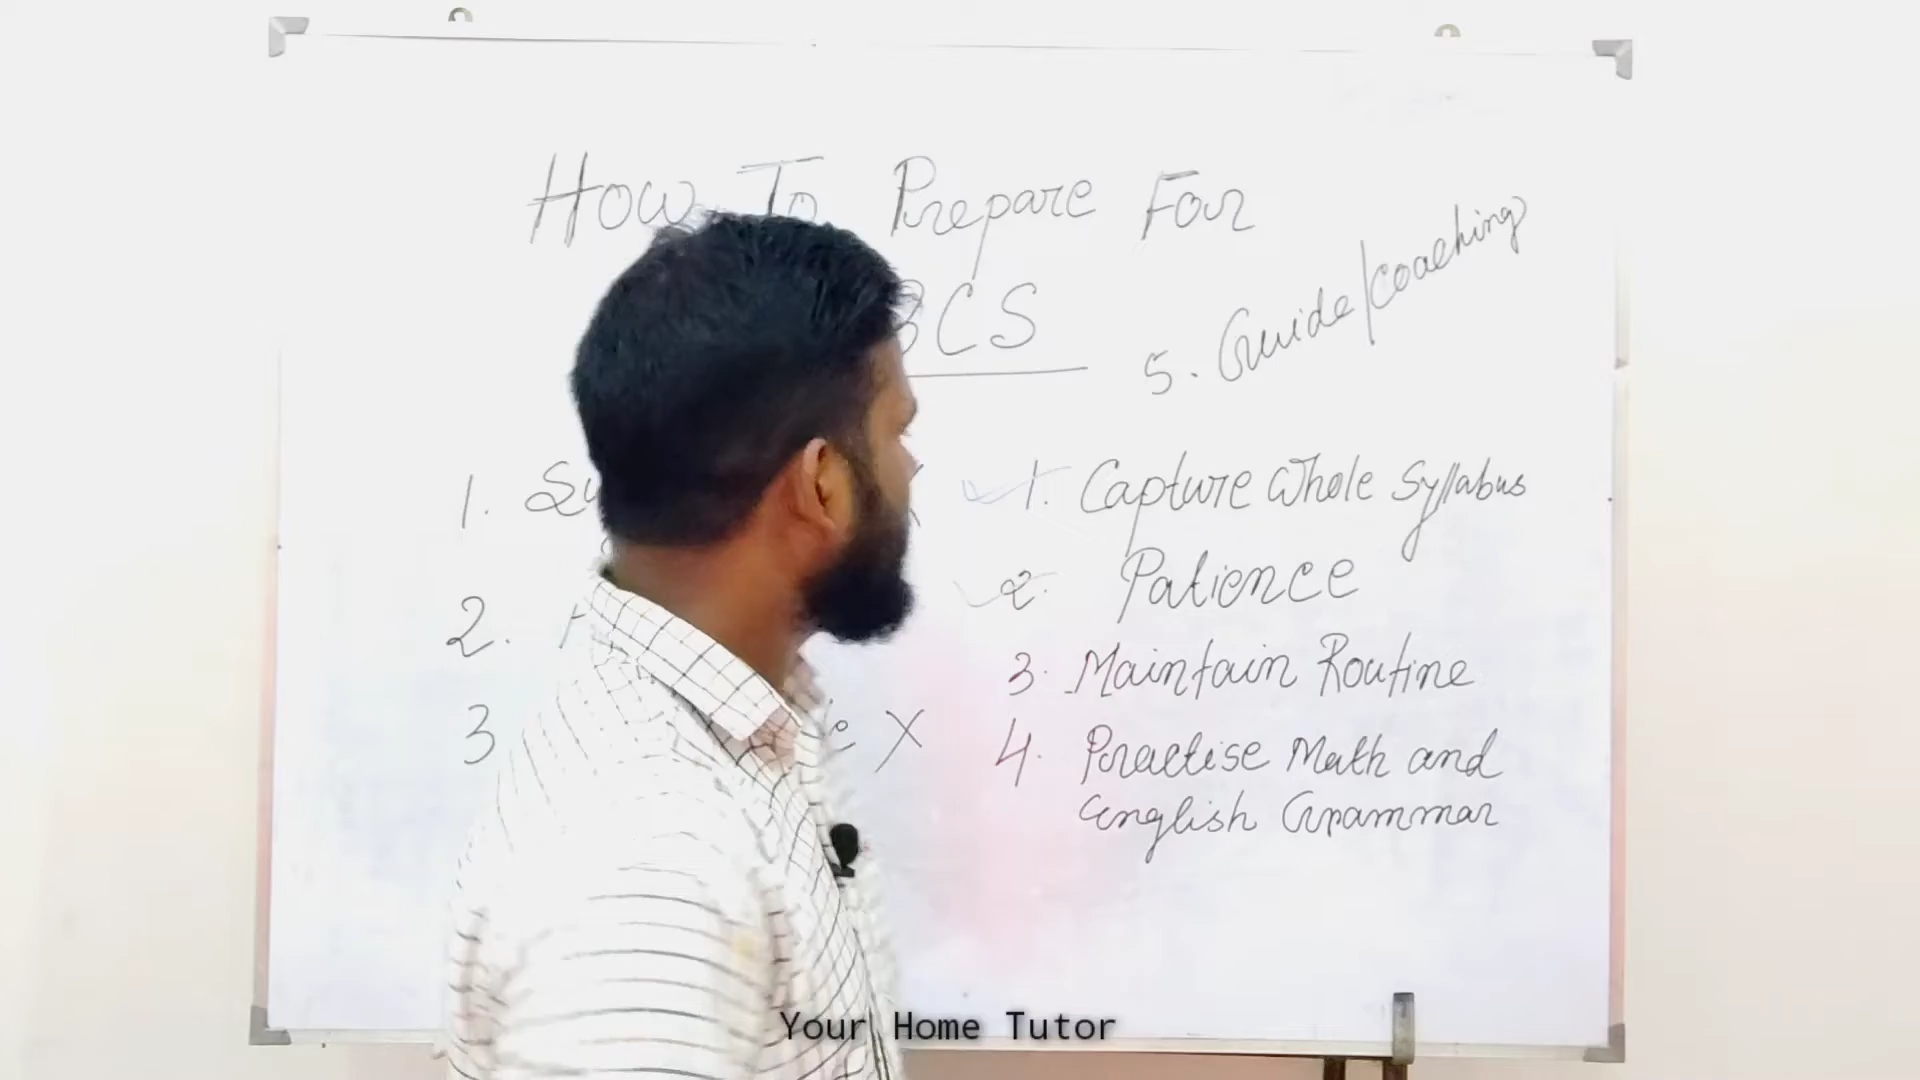 How To Prepare For
BCS
5. Guide/Coaching
1.
2.
3
X
1. Capture Whole Syllabus
2. Patience
3. Maintain Routine
4. Practise Math and
English Grammar
Your Home Tutor